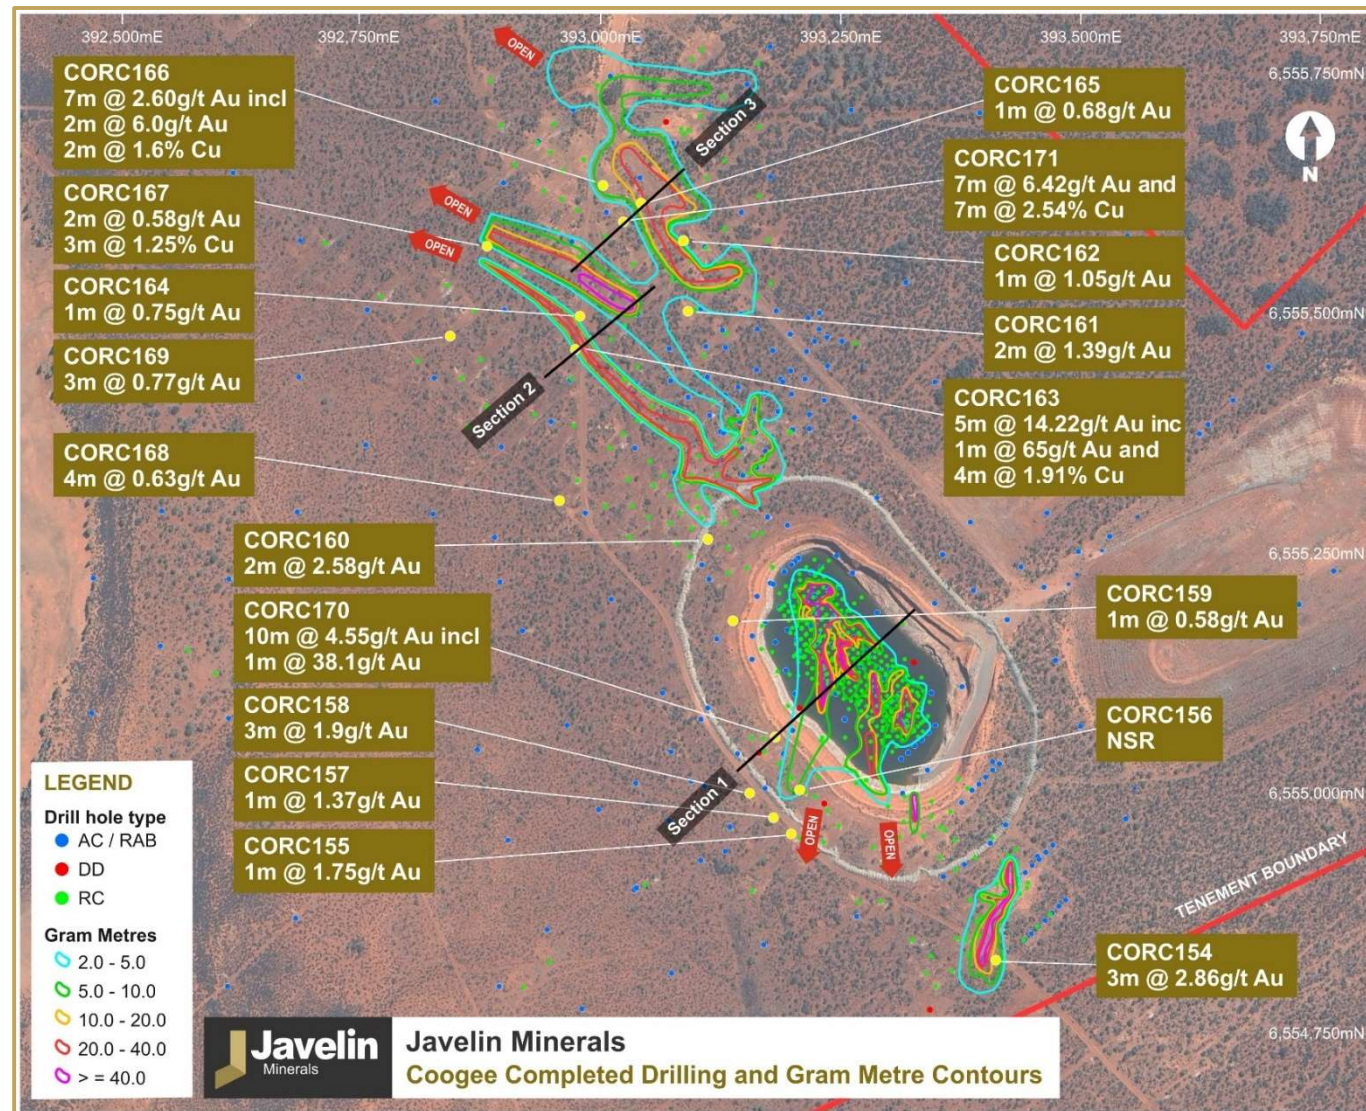 392,500mE
392,750mE
393,000mE
393,250mE
393,500mE
393,750mE
6,555,750mN
6,555,500mN
6,555,250mN
6,555,000mN
6,554,750mN
N
OPEN
OPEN
OPEN
CORC166
7m @ 2.60g/t Au incl
2m @ 6.0g/t Au
2m @ 1.6% Cu
CORC167
2m @ 0.58g/t Au
3m @ 1.25% Cu
CORC164
1m @ 0.75g/t Au
CORC169
3m @ 0.77g/t Au
CORC168
4m @ 0.63g/t Au
CORC160
2m @ 2.58g/t Au
CORC170
10m @ 4.55g/t Au incl
1m @ 38.1g/t Au
CORC158
3m @ 1.9g/t Au
CORC157
1m @ 1.37g/t Au
CORC155
1m @ 1.75g/t Au
CORC165
1m @ 0.68g/t Au
CORC171
7m @ 6.42g/t Au and
7m @ 2.54% Cu
CORC162
1m @ 1.05g/t Au
CORC161
2m @ 1.39g/t Au
CORC163
5m @ 14.22g/t Au inc
1m @ 65g/t Au and
4m @ 1.91% Cu
CORC159
1m @ 0.58g/t Au
CORC156
NSR
CORC154
3m @ 2.86g/t Au
Section 3
Section 2
Section 1
OPEN
OPEN
TENEMENT BOUNDARY
LEGEND
Drill hole type
AC / RAB
DD
RC
Gram Metres
2.0 - 5.0
5.0 - 10.0
10.0 - 20.0
20.0 - 40.0
> = 40.0
Javelin
Minerals
Javelin Minerals
Coogee Completed Drilling and Gram Metre Contours